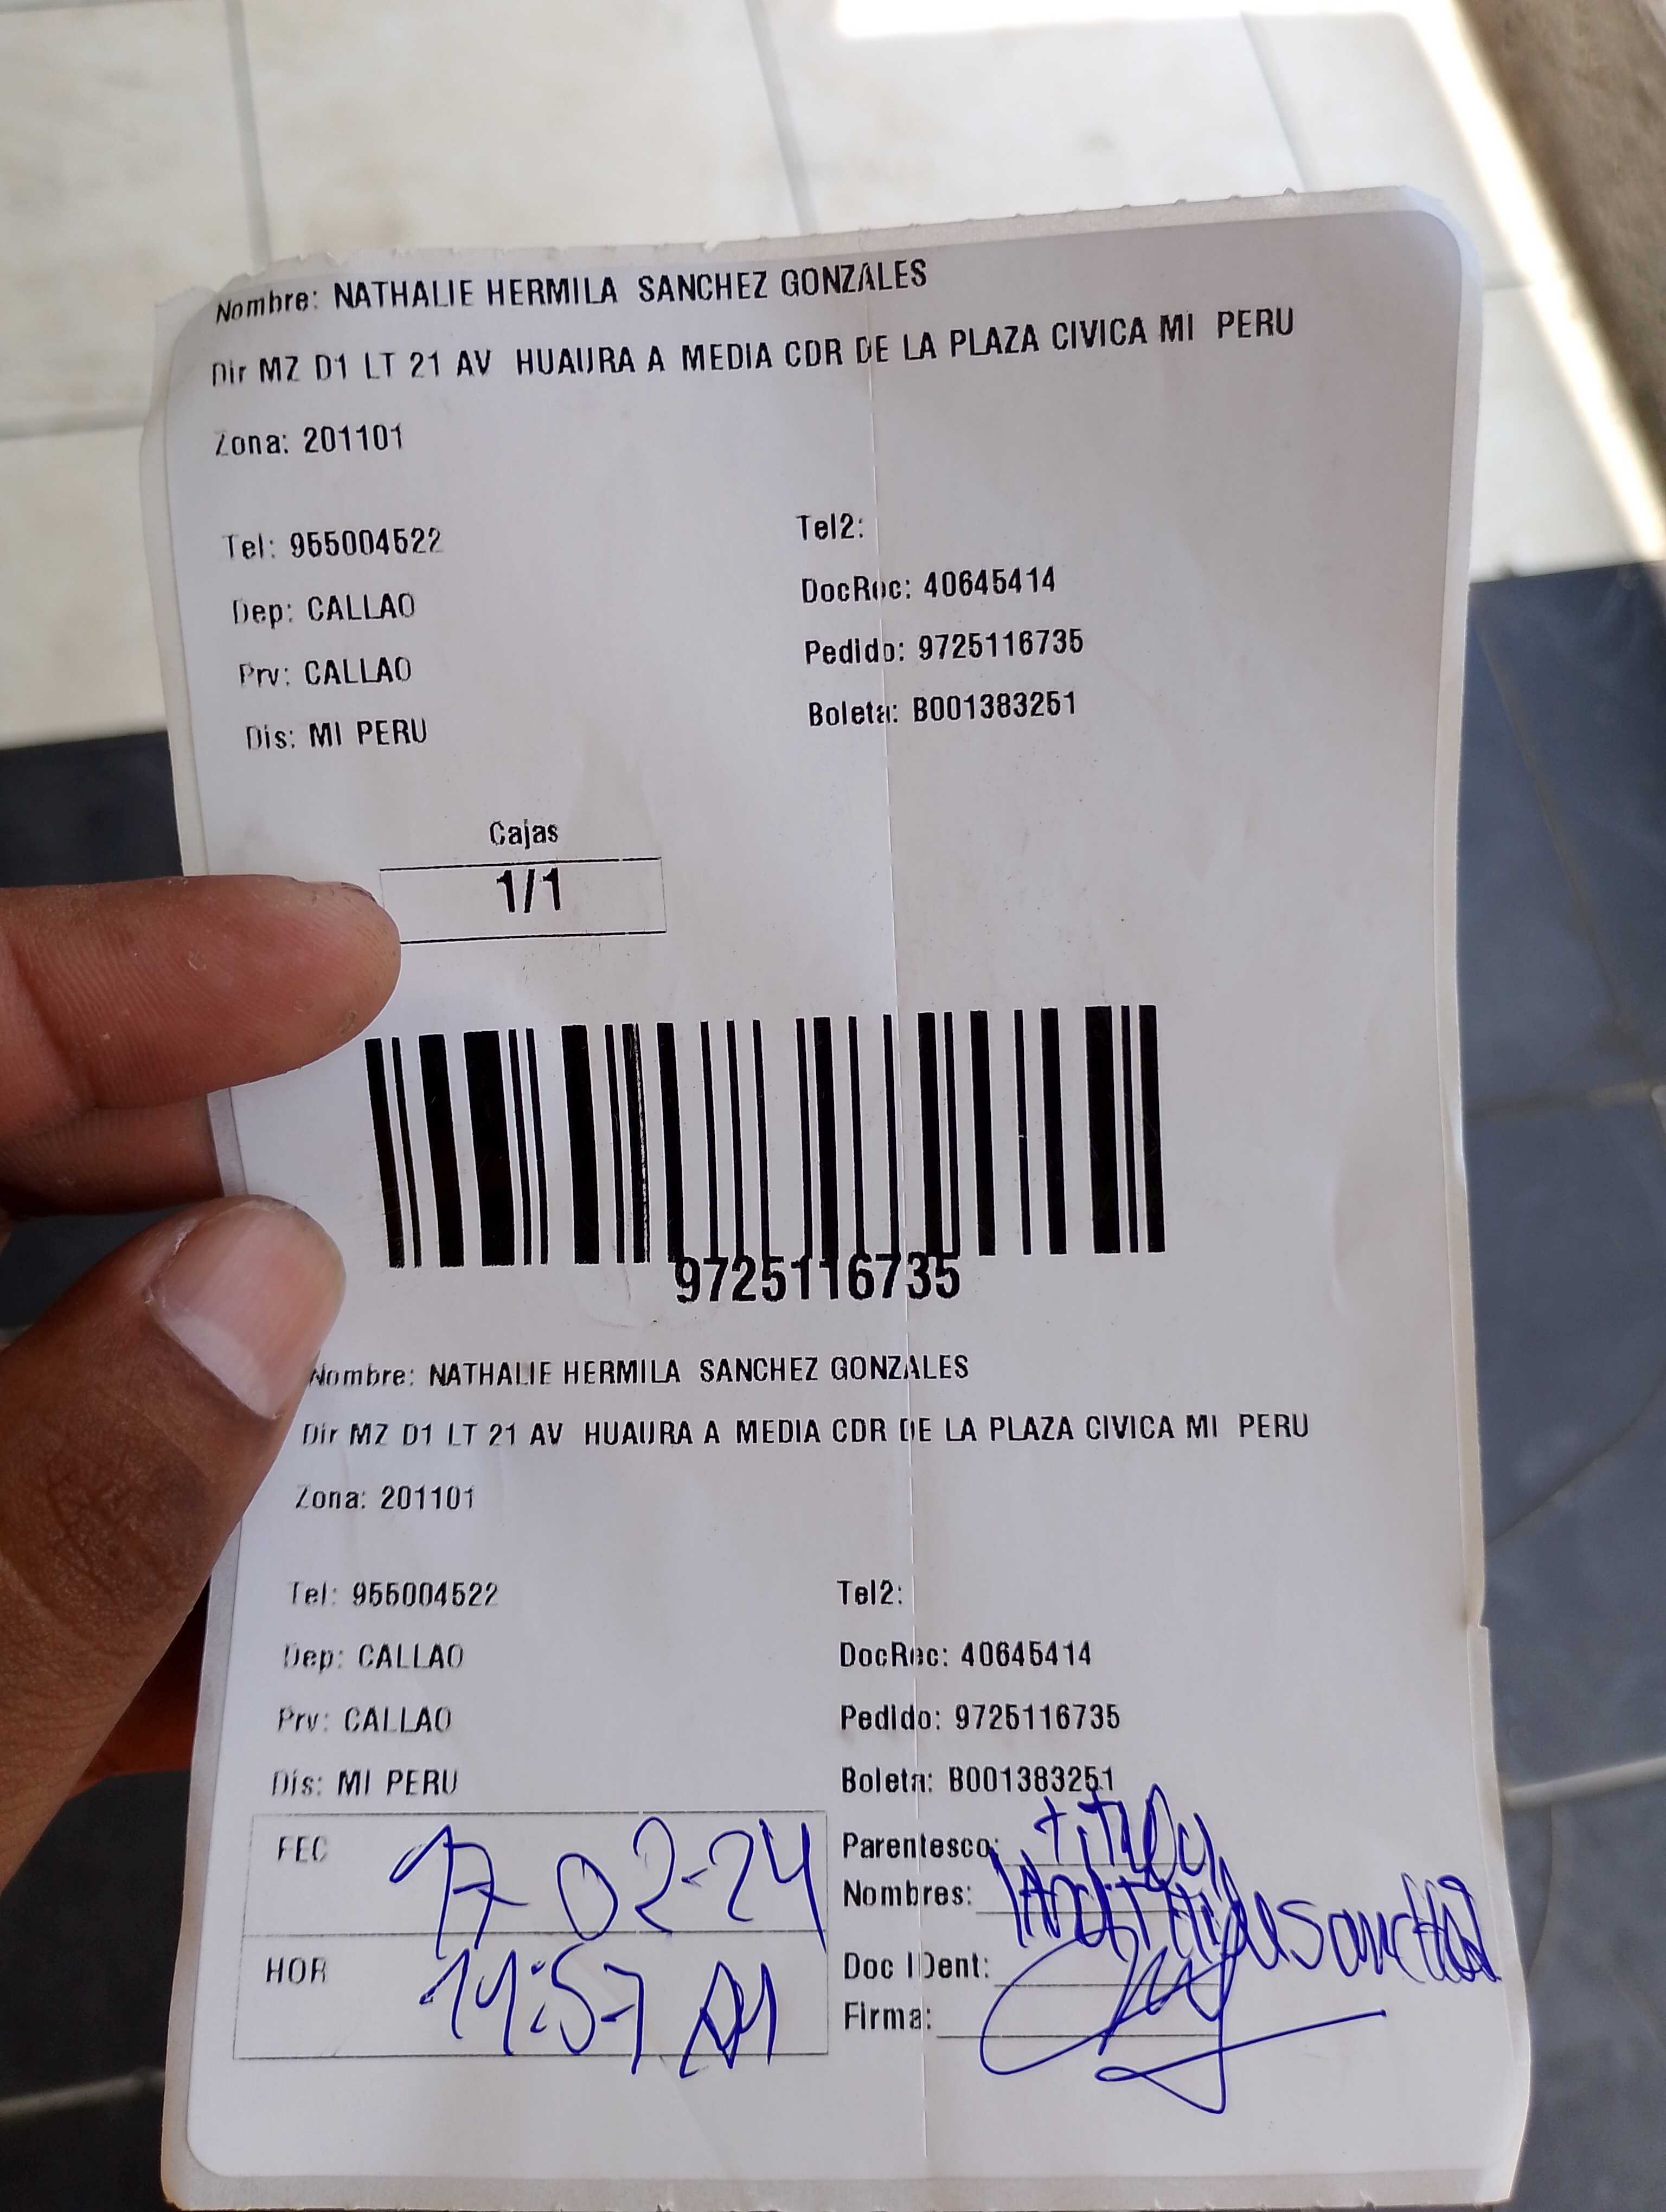 Nombre: NATHALIE HERMILA SANCHEZ GONZALES
Dir MZ D1 LT 21 AV HUAURA A MEDIA CDR DE LA PLAZA CIVICA MI PERU
Zona: 201101
Tel: 955004522
Tel2:
Dep: CALLAO
DocRec: 40645414
Prv: CALLAO
Pedido: 9725116735
Dis: MI PERU
Boleta: B001383251
Cajas
1/1
9725116735
Nombre: NATHALIE HERMILA SANCHEZ GONZALES
Dir MZ D1 LT 21 AV HUAURA A MEDIA CDR DE LA PLAZA CIVICA MI PERU
Zona: 201101
Tel: 955004522
Tel2:
Dep: CALLAO
DocRec: 40645414
Prv: CALLAO
Pedido: 9725116735
Dis: MI PERU
Boleta: B001383251
FEC 17-02-24
Parentesco:
Nombres:
HOR 11:57 AM
Doc IDent:
Firma: